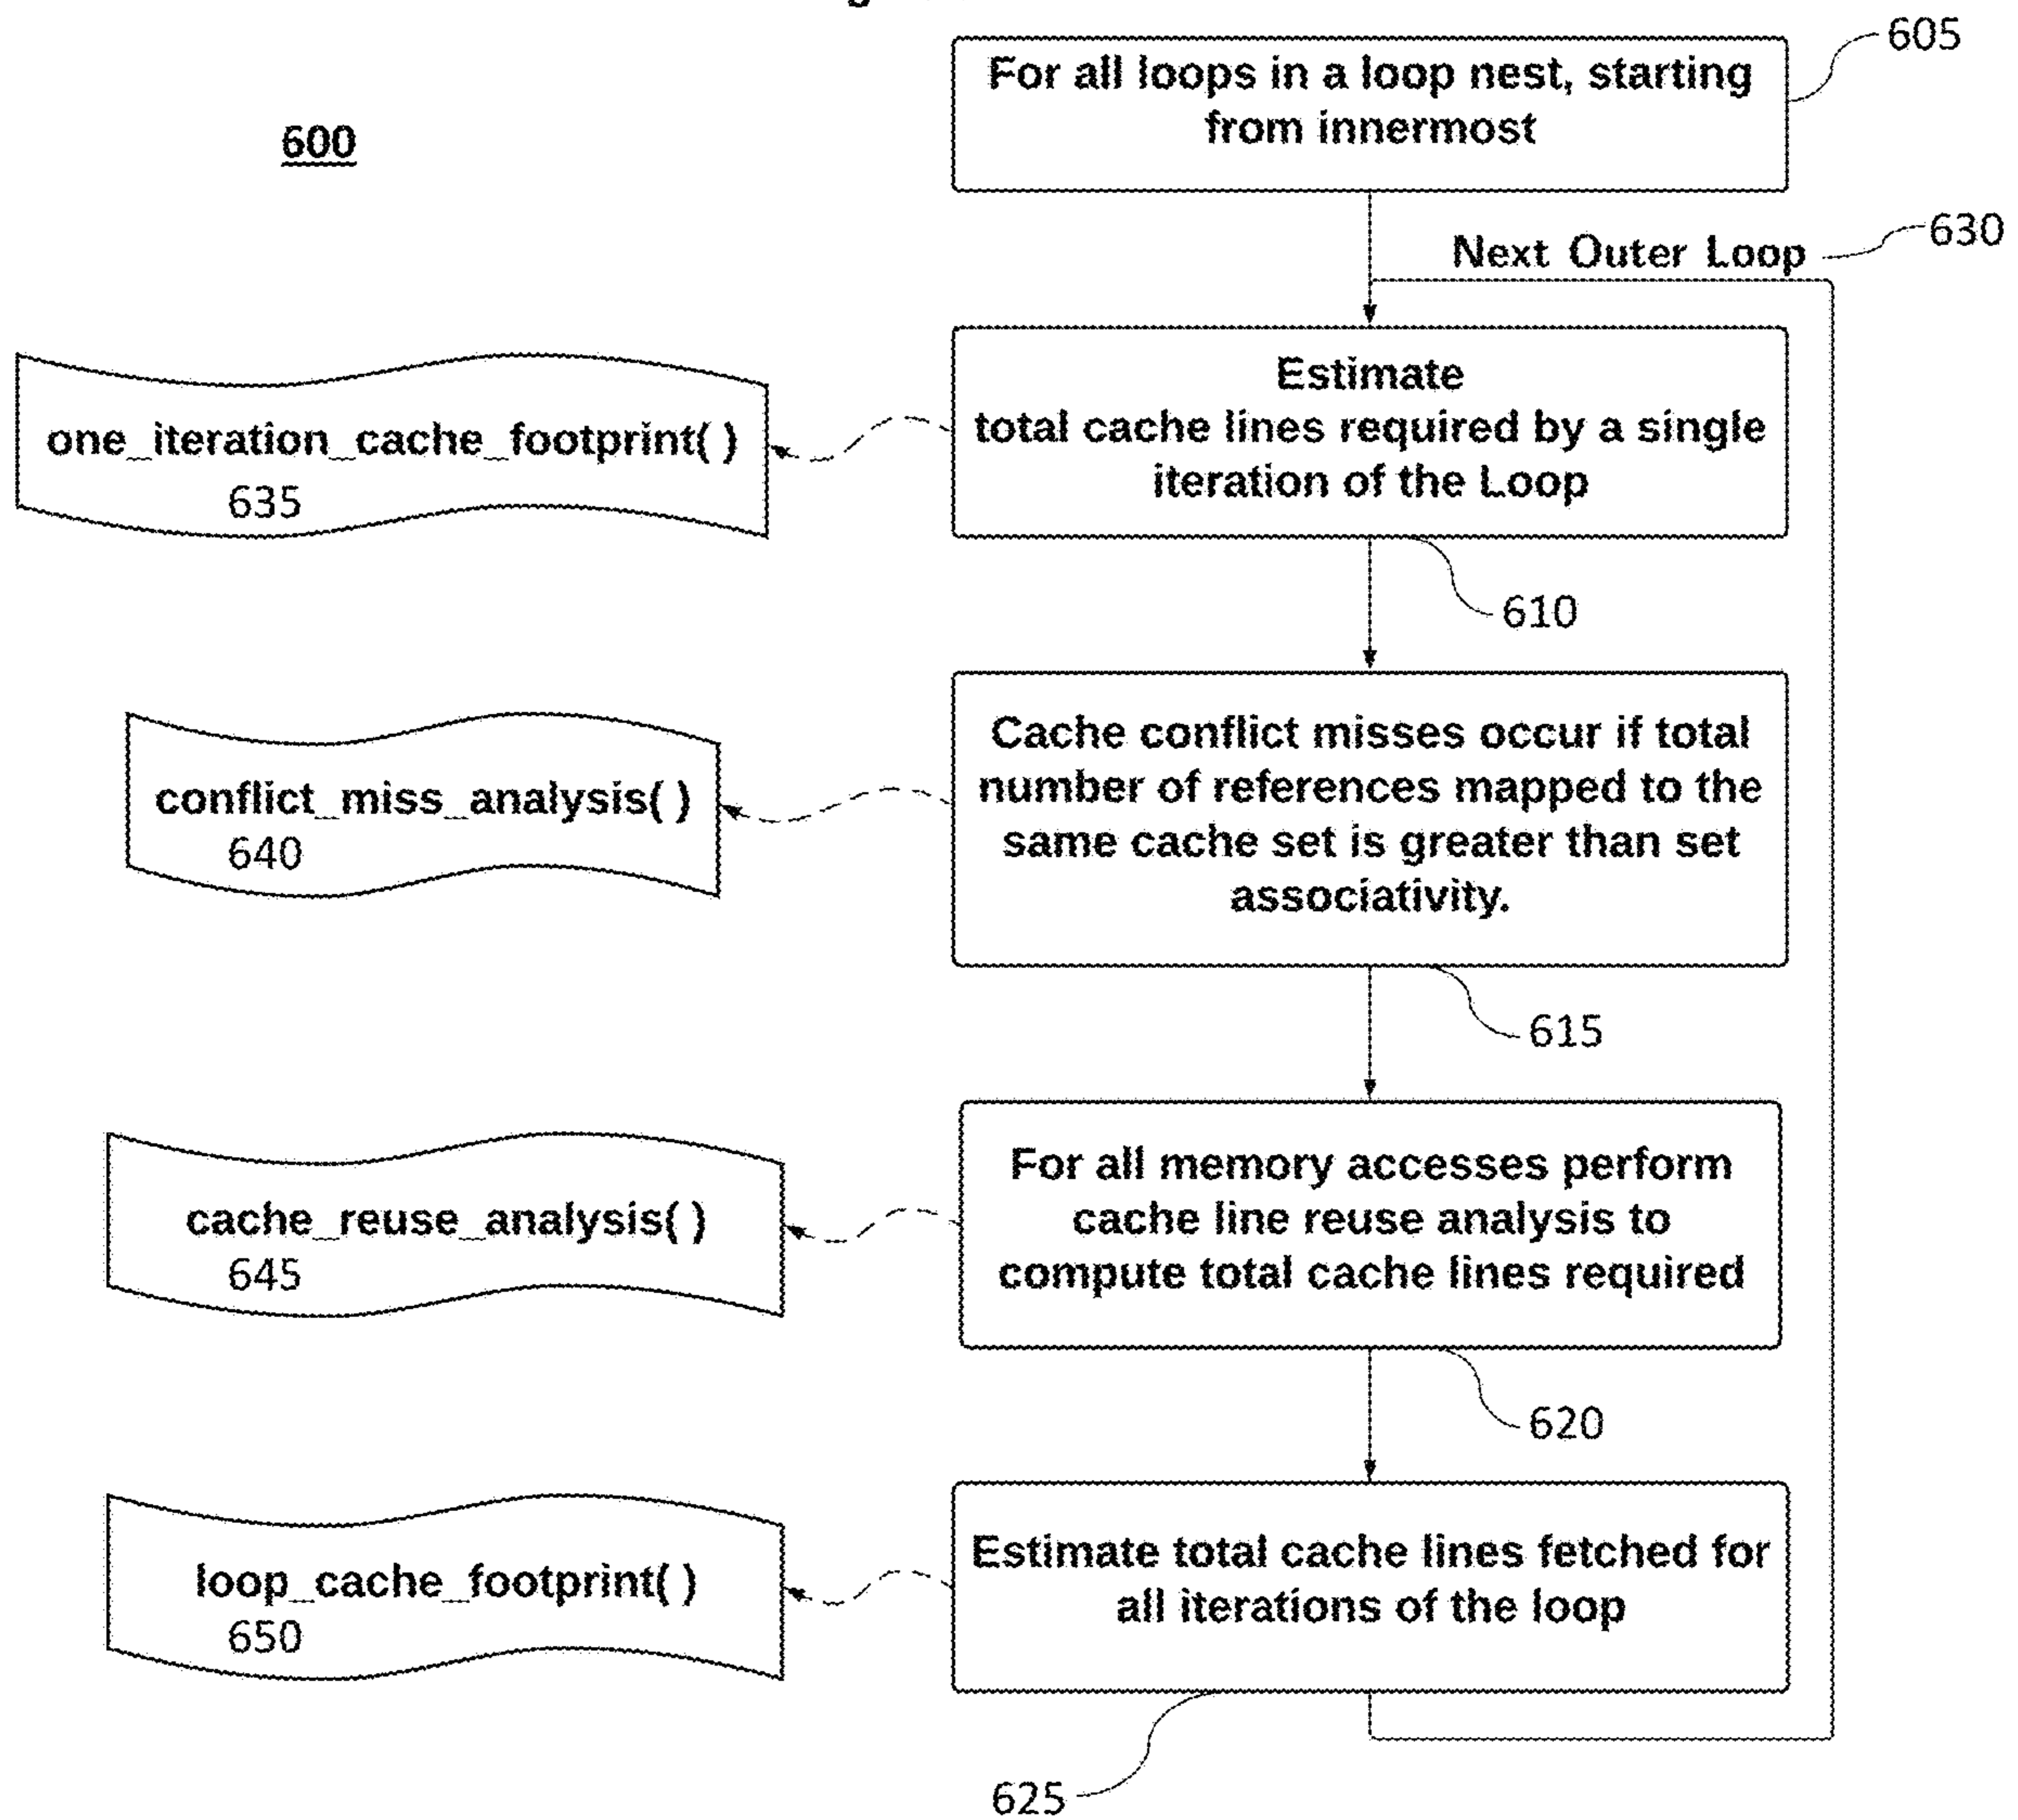 605
For all loops in a loop nest, starting
from innermost
600
630
Next Outer Loop
Estimate
total cache lines required by a single
iteration of the Loop
one_iteration_cache_footprint( )
635
610
Cache conflict misses occur if total
number of references mapped to the
same cache set is greater than set
associativity.
conflict_miss_analysis( )
640
615
For all memory accesses perform
cache line reuse analysis to
compute total cache lines required
cache_reuse_analysis( )
645
620
Estimate total cache lines fetched for
all iterations of the loop
loop_cache_footprint( )
650
625